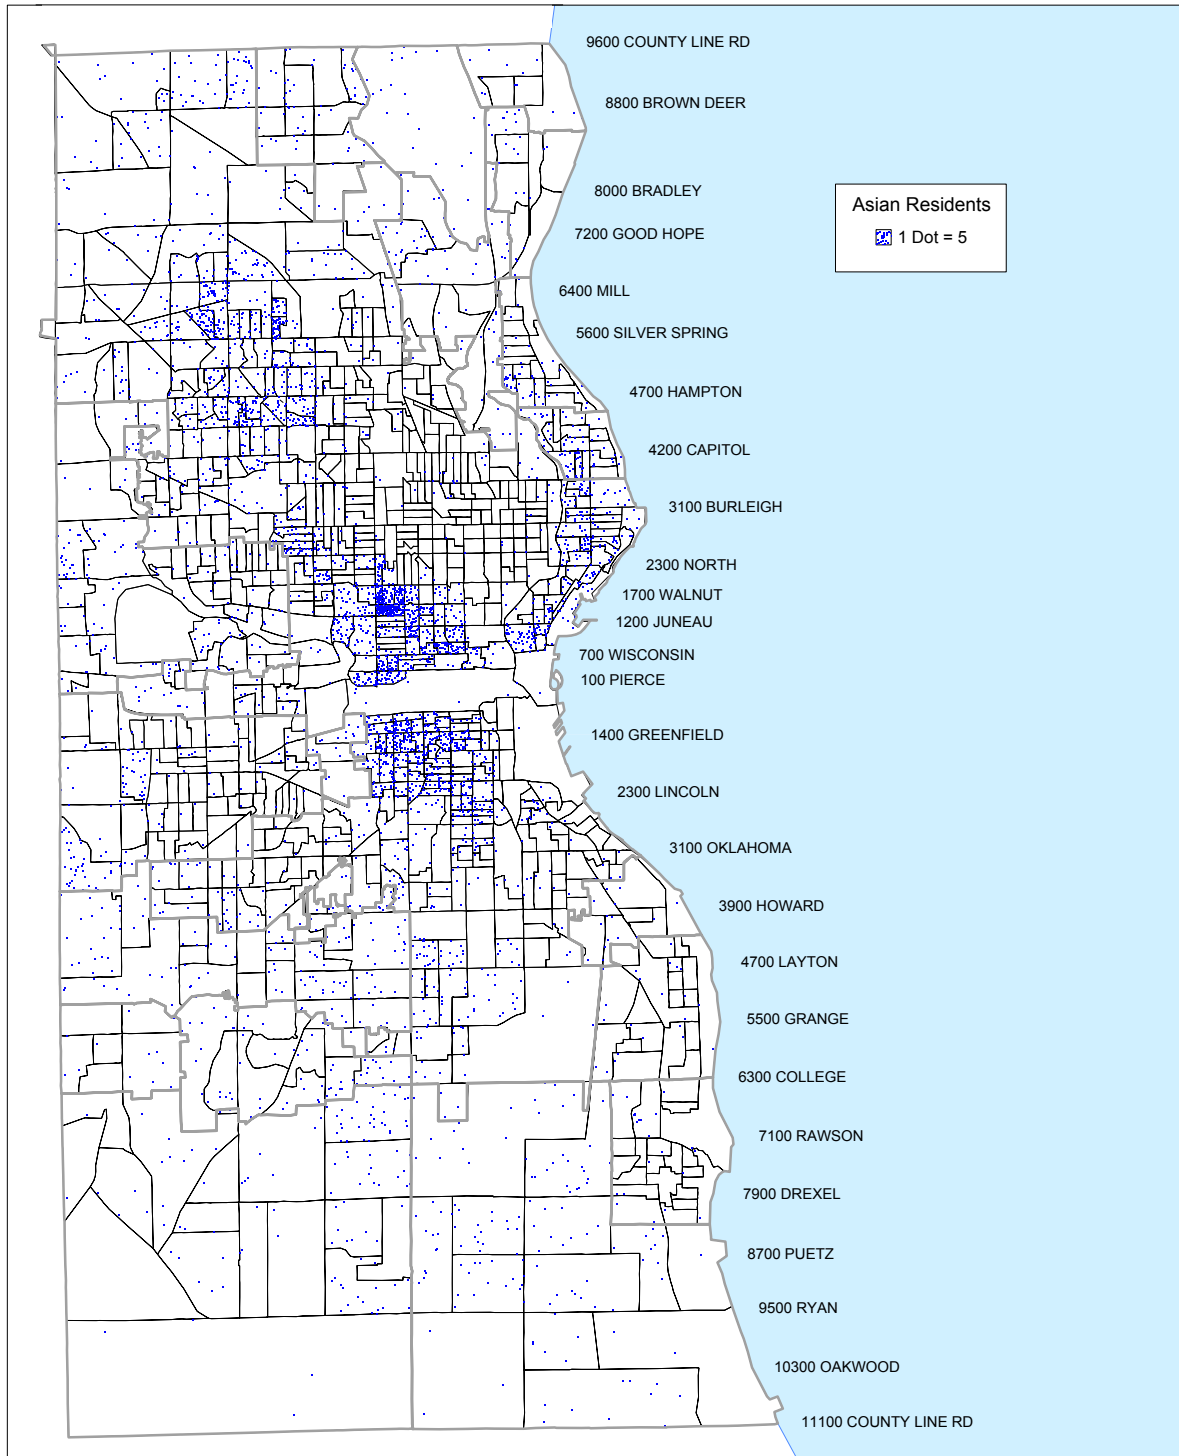 9600 COUNTY LINE RD
8800 BROWN DEER
8000 BRADLEY
Asian Residents
1 Dot = 5
7200 GOOD HOPE
6400 MILL
5600 SILVER SPRING
4700 HAMPTON
4200 CAPITOL
3100 BURLEIGH
2300 NORTH
1700 WALNUT
1200 JUNEAU
700 WISCONSIN
100 PIERCE
1400 GREENFIELD
2300 LINCOLN
3100 OKLAHOMA
3900 HOWARD
4700 LAYTON
5500 GRANGE
6300 COLLEGE
7100 RAWSON
7900 DREXEL
8700 PUETZ
9500 RYAN
10300 OAKWOOD
11100 COUNTY LINE RD